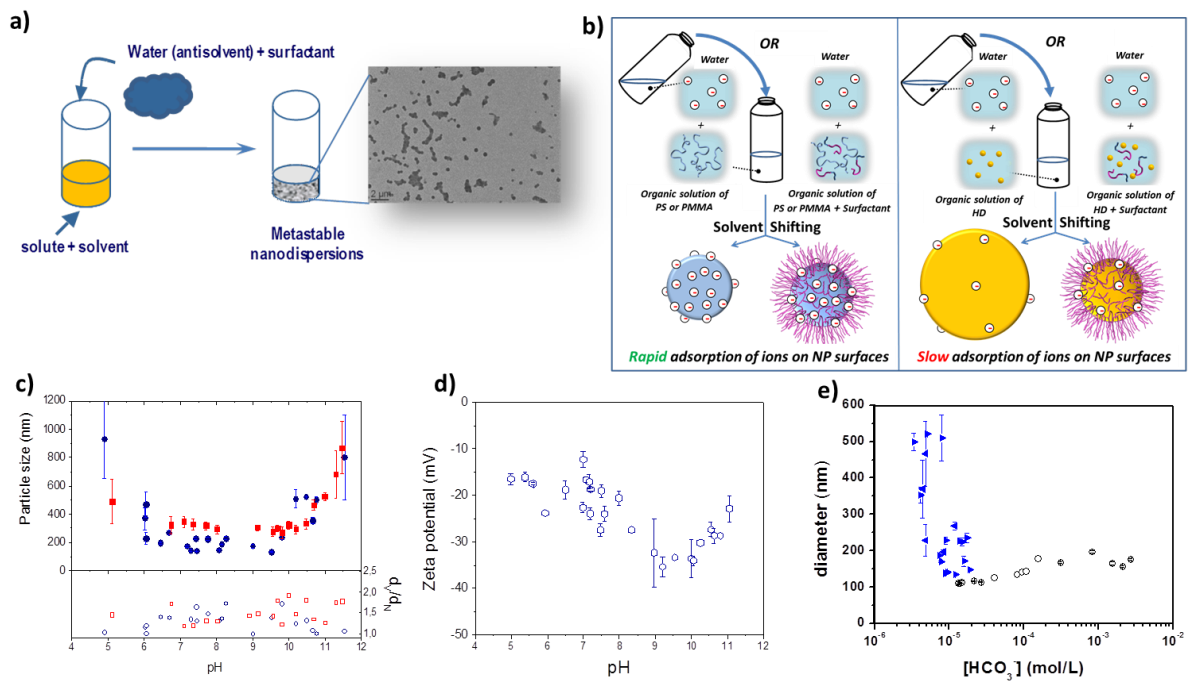 a)
Water (antisolvent) + surfactant
solute + solvent
Metastable
nanodispersions
2 µm
b)
OR
Water
Water
+
+
Organic solution of
PS or PMMA
Organic solution of
PS or PMMA + Surfactant
Solvent Shifting
Rapid adsorption of ions on NP surfaces
OR
Water
Water
+
+
Organic solution of
HD
Organic solution of
HD + Surfactant
Solvent Shifting
Slow adsorption of ions on NP surfaces
c)
Particle size (nm)
1200
1000
800
600
400
200
0
2.5
2.0
1.5
1.0
dᵥ/d_N
4 5 6 7 8 9 10 11 12
pH
d)
Zeta potential (mV)
0
-10
-20
-30
-40
-50
4 5 6 7 8 9 10 11 12
pH
e)
diameter (nm)
600
500
400
300
200
100
0
10⁻⁶ 10⁻⁵ 10⁻⁴ 10⁻³ 10⁻²
[HCO₃⁻] (mol/L)